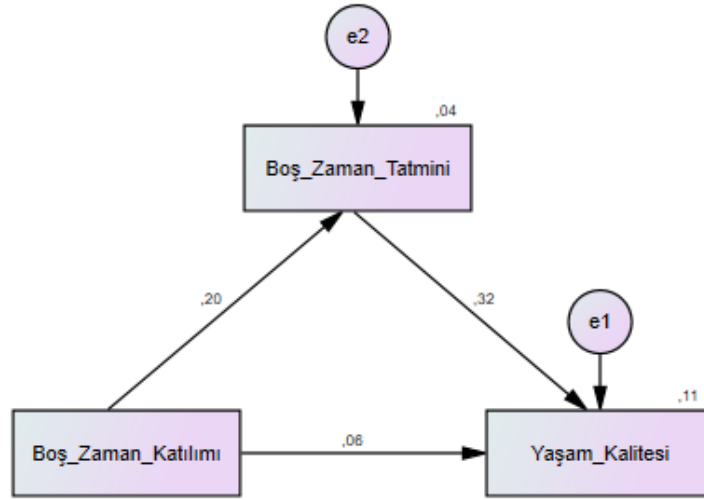 e2
,04
Boş_Zaman_Tatmini
,20
,32
e1
,11
Boş_Zaman_Katılımı
,06
Yaşam_Kalitesi